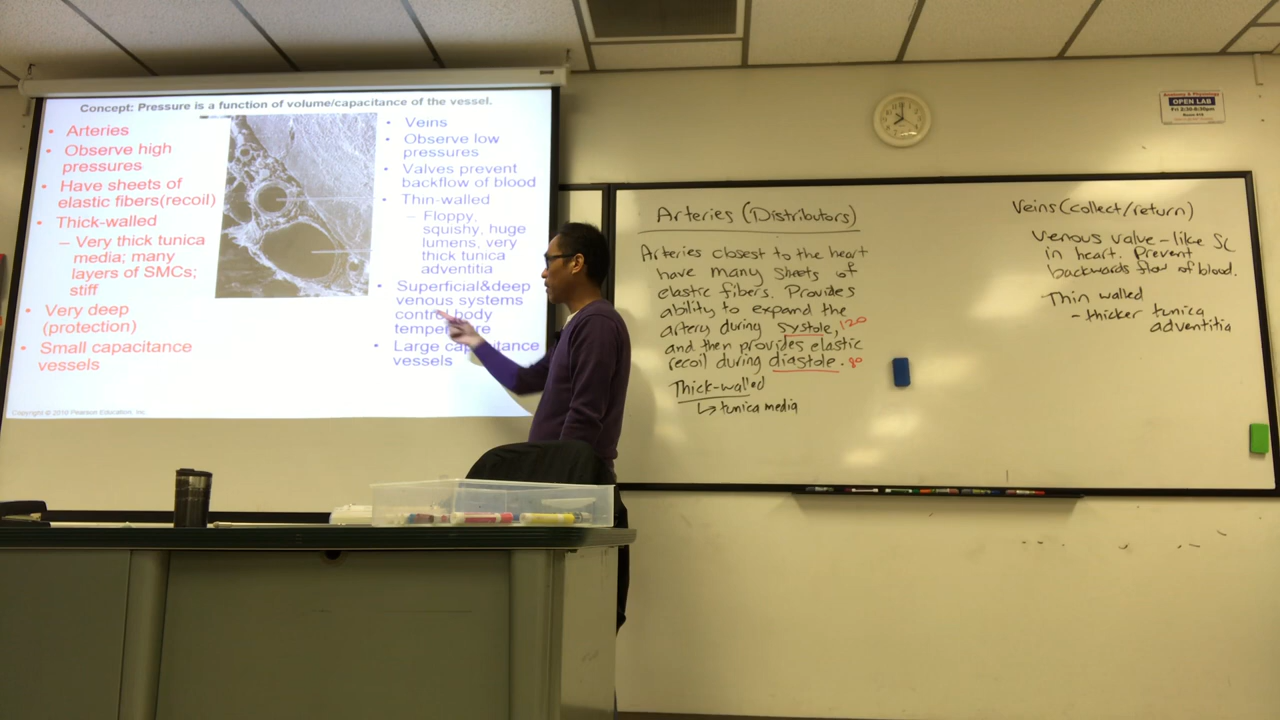 Concept: Pressure is a function of volume/capacitance of the vessel.
• Arteries
• Observe high
pressures
• Have sheets of
elastic fibers(recoil)
• Thick-walled
– Very thick tunica
media; many
layers of SMCs;
stiff
• Very deep
(protection)
• Small capacitance
vessels
• Veins
• Observe low
pressures
• Valves prevent
backflow of blood
• Thin-walled
– Floppy,
squishy, huge
lumens, very
thick tunica
adventitia
• Superficial&deep
venous systems
control body
temperature
• Large capacitance
vessels
Copyright © 2010 Pearson Education, Inc.
Arteries (Distributors)
Arteries closest to the heart
have many sheets of
elastic fibers. Provides
ability to expand the
artery during systole, 120
and then provides elastic
recoil during diastole. 80
Thick-walled
↳ tunica media
Veins (collect/return)
venous valve - like SL
in heart. Prevent
backwards flow of blood.
Thin walled
- thicker tunica
adventitia
Anatomy & Physiology
OPEN LAB